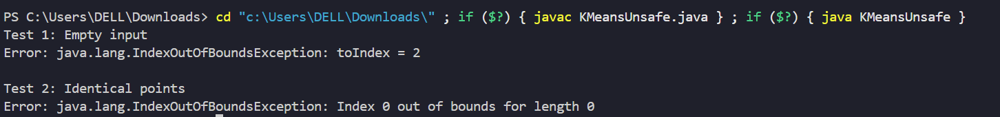 PS C:\Users\DELL\Downloads> cd "c:\Users\DELL\Downloads\" ; if ($?) { javac KMeansUnsafe.java } ; if ($?) { java KMeansUnsafe }
Test 1: Empty input
Error: java.lang.IndexOutOfBoundsException: toIndex = 2
Test 2: Identical points
Error: java.lang.IndexOutOfBoundsException: Index 0 out of bounds for length 0